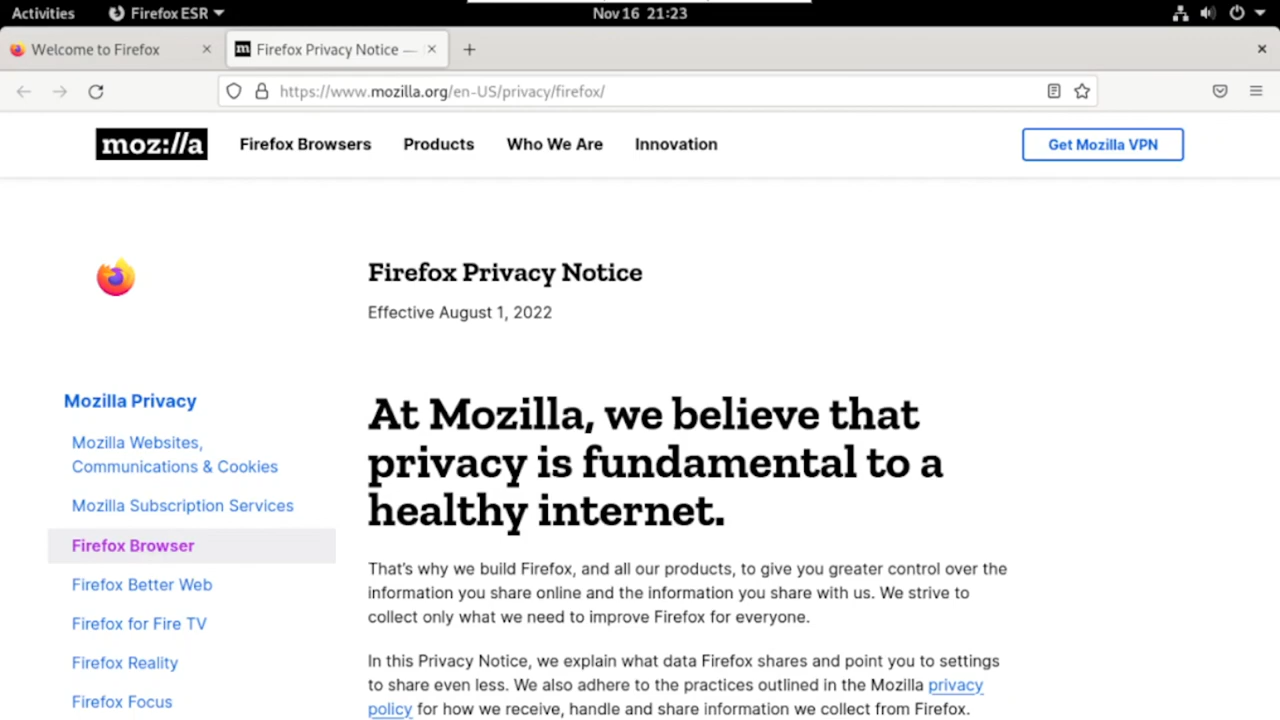 Activities Firefox ESR Nov 16 21:23
Welcome to Firefox Firefox Privacy Notice —
https://www.mozilla.org/en-US/privacy/firefox/
moz://a Firefox Browsers Products Who We Are Innovation Get Mozilla VPN
Firefox Privacy Notice
Effective August 1, 2022
Mozilla Privacy
Mozilla Websites,
Communications & Cookies
Mozilla Subscription Services
Firefox Browser
Firefox Better Web
Firefox for Fire TV
Firefox Reality
Firefox Focus
At Mozilla, we believe that
privacy is fundamental to a
healthy internet.
That’s why we build Firefox, and all our products, to give you greater control over the
information you share online and the information you share with us. We strive to
collect only what we need to improve Firefox for everyone.
In this Privacy Notice, we explain what data Firefox shares and point you to settings
to share even less. We also adhere to the practices outlined in the Mozilla privacy
policy for how we receive, handle and share information we collect from Firefox.